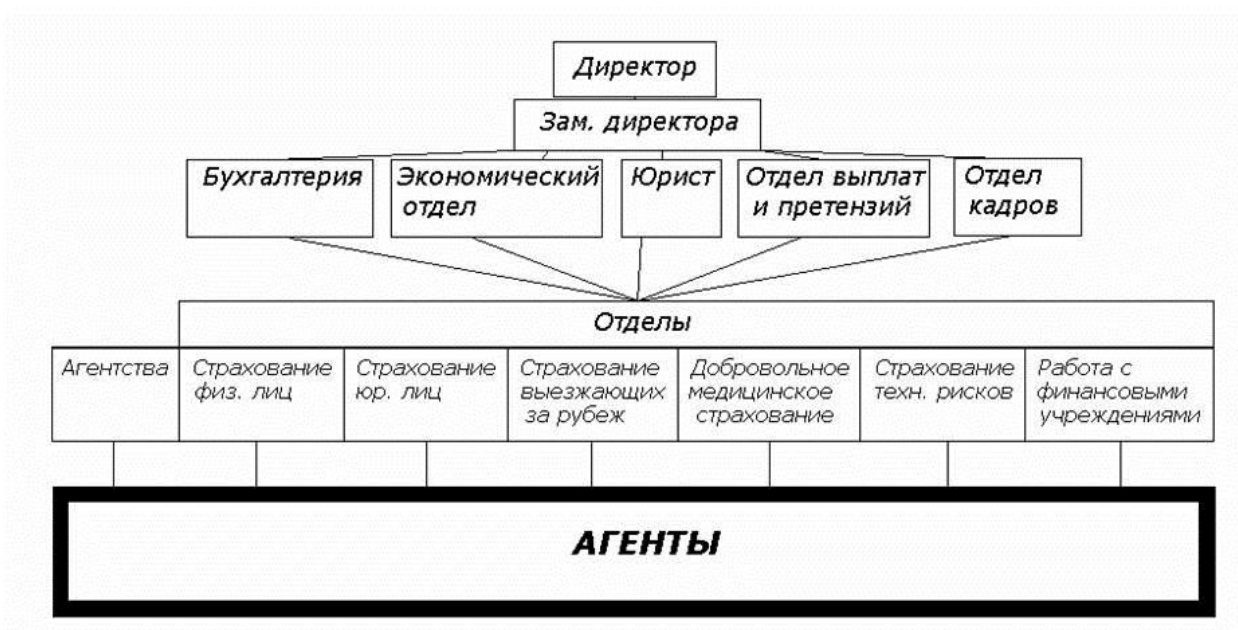 Директор
Зам. директора
Бухгалтерия
Экономический
отдел
Юрист
Отдел выплат
и претензий
Отдел
кадров
Отделы
Агентства
Страхование
физ. лиц
Страхование
юр. лиц
Страхование
выезжающих
за рубеж
Добровольное
медицинское
страхование
Страхование
техн. рисков
Работа с
финансовыми
учреждениями
АГЕНТЫ